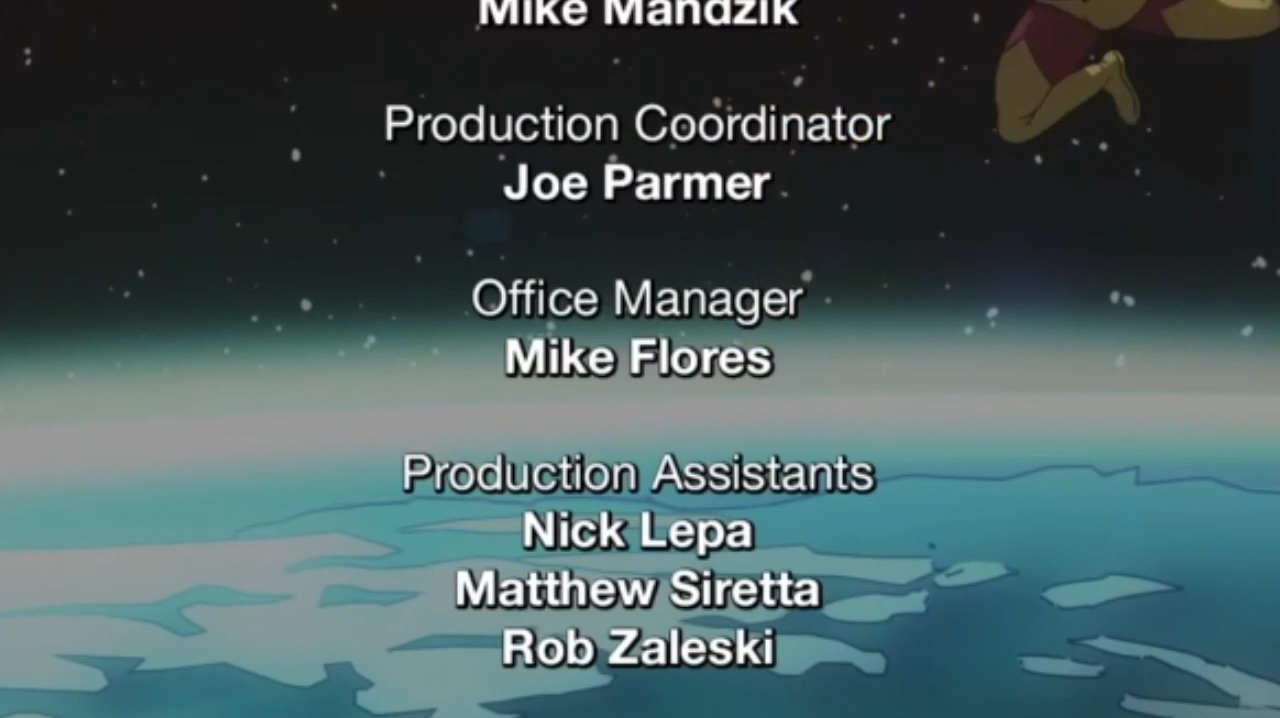 Mike Mandzik
Production Coordinator
Joe Parmer
Office Manager
Mike Flores
Production Assistants
Nick Lepa
Matthew Siretta
Rob Zaleski